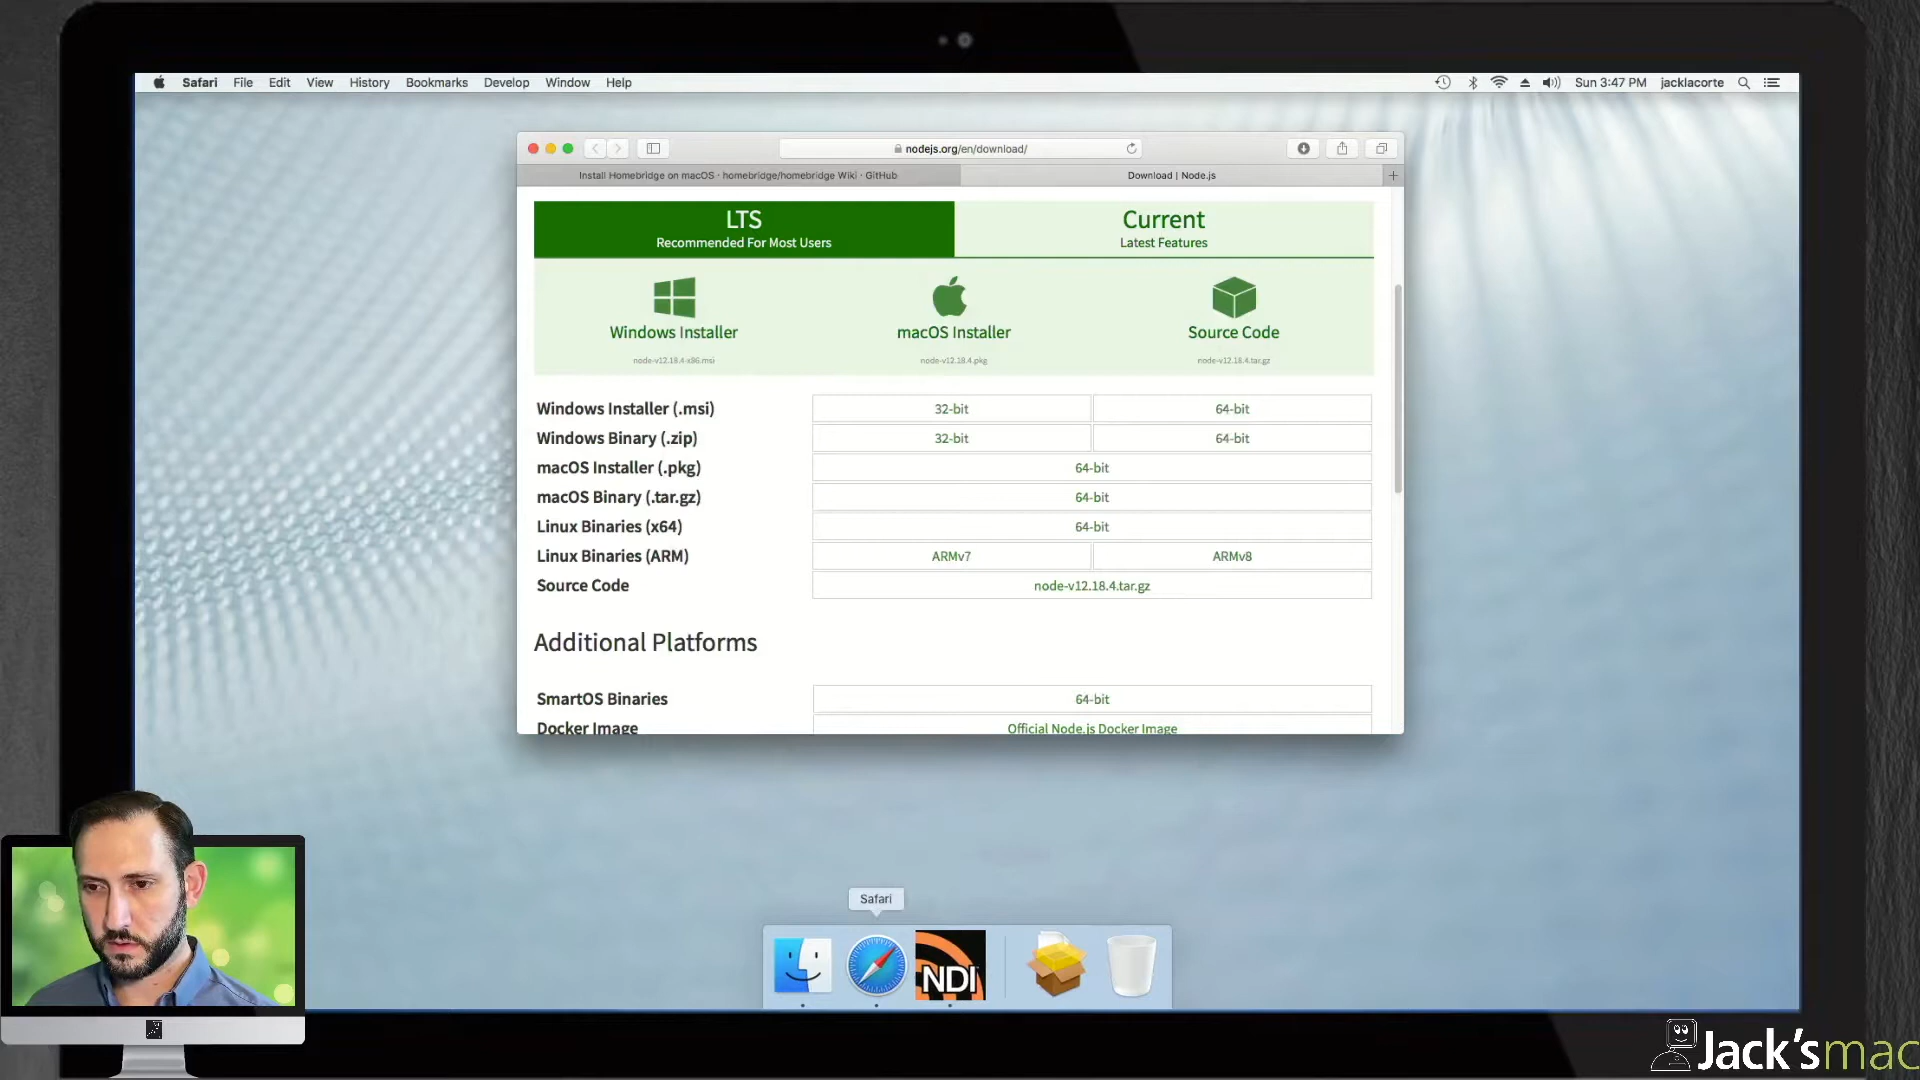 Safari File Edit View History Bookmarks Develop Window Help Sun 3:47 PM jacklacorte
nodejs.org/en/download/
Install Homebridge on macOS · homebridge/homebridge Wiki · GitHub Download | Node.js
LTS
Recommended For Most Users
Current
Latest Features
Windows Installer
node-v12.18.4-x86.msi
macOS Installer
node-v12.18.4.pkg
Source Code
node-v12.18.4.tar.gz
Windows Installer (.msi) 32-bit 64-bit
Windows Binary (.zip) 32-bit 64-bit
macOS Installer (.pkg) 64-bit
macOS Binary (.tar.gz) 64-bit
Linux Binaries (x64) 64-bit
Linux Binaries (ARM) ARMv7 ARMv8
Source Code node-v12.18.4.tar.gz
Additional Platforms
SmartOS Binaries 64-bit
Docker Image Official Node.js Docker Image
Safari
NDI
Jack'smac